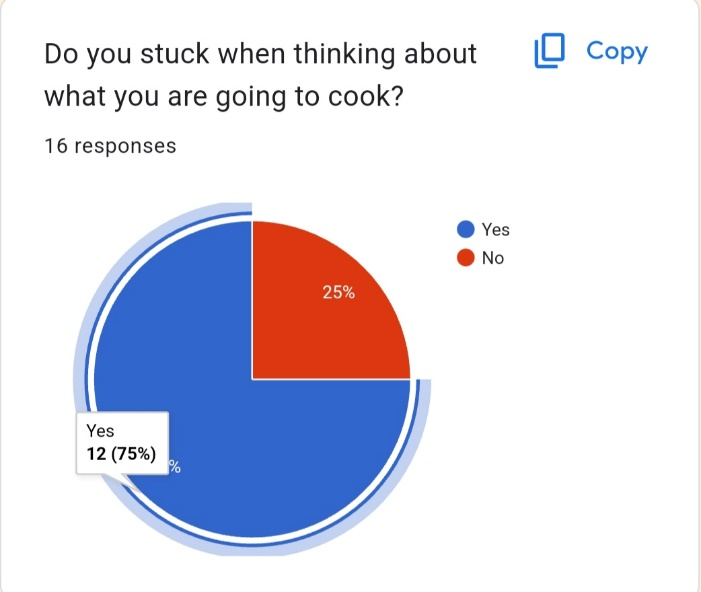 Do you stuck when thinking about
what you are going to cook?
Copy
16 responses
Yes
No
25%
Yes
12 (75%)
%